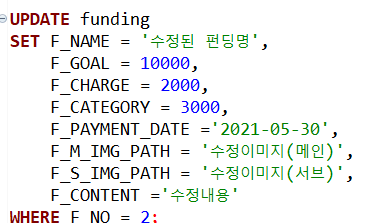 UPDATE funding
SET F_NAME = '수정된 펀딩명',
F_GOAL = 10000,
F_CHARGE = 2000,
F_CATEGORY = 3000,
F_PAYMENT_DATE ='2021-05-30',
F_M_IMG_PATH = '수정이미지(메인)',
F_S_IMG_PATH = '수정이미지(서브)',
F_CONTENT ='수정내용'
WHERE F_NO = 2;